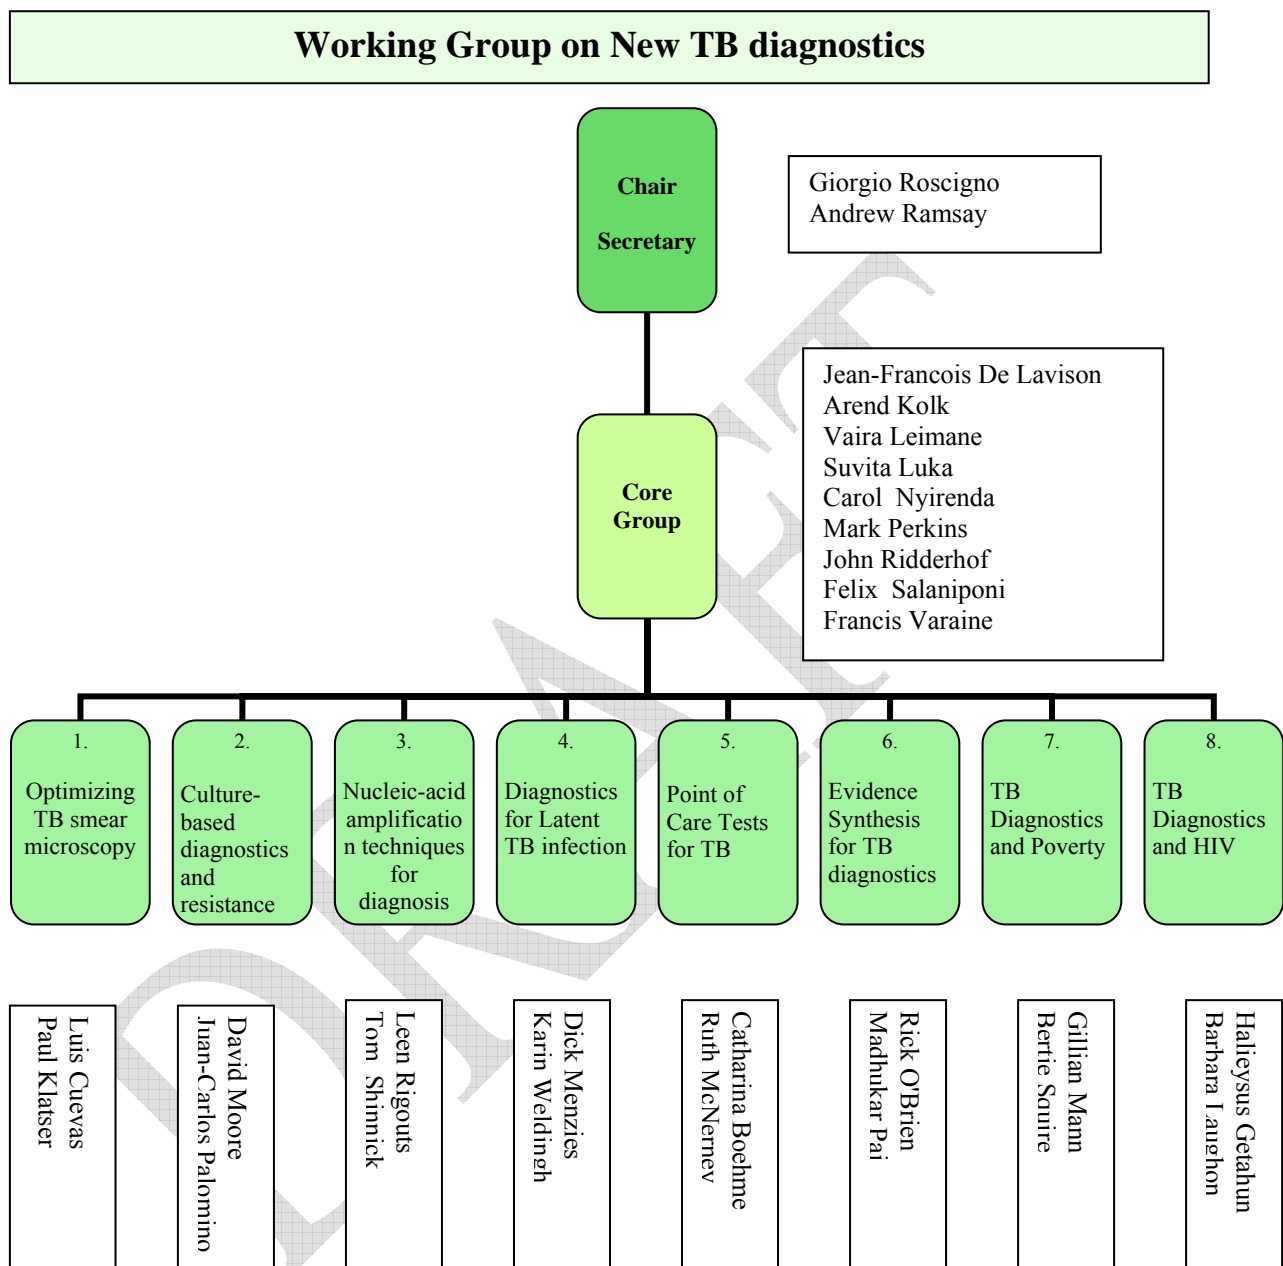 Working Group on New TB diagnostics
Chair
Secretary
Giorgio Roscigno
Andrew Ramsay
Core
Group
Jean-Francois De Lavison
Arend Kolk
Vaira Leimane
Suvita Luka
Carol Nyirenda
Mark Perkins
John Ridderhof
Felix Salaniponi
Francis Varaine
1.
Optimizing
TB smear
microscopy
2.
Culture-
based
diagnostics
and
resistance
3.
Nucleic-acid
amplificatio
n techniques
for
diagnosis
4.
Diagnostics
for Latent
TB infection
5.
Point of
Care Tests
for TB
6.
Evidence
Synthesis
for TB
diagnostics
7.
TB
Diagnostics
and Poverty
8.
TB
Diagnostics
and HIV
Luis Cuevas
Paul Klatser
David Moore
Juan-Carlos Palomino
Leen Rigouts
Tom Shinnick
Dick Menzies
Karin Weldingh
Catharina Boehme
Ruth McNerney
Rick O'Brien
Madhukar Pai
Gillian Mann
Bertie Squire
Halieysus Getahun
Barbara Laughon
DRAFT